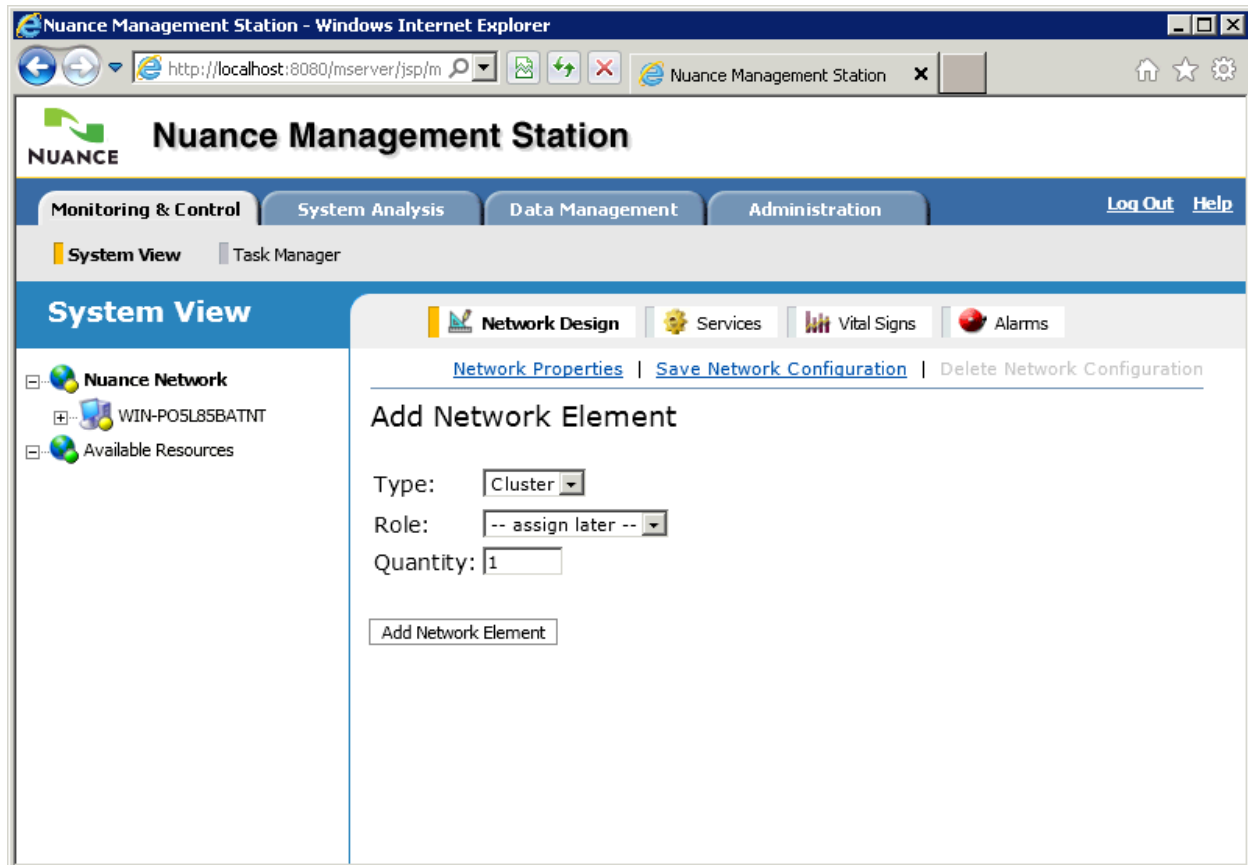 Nuance Management Station - Windows Internet Explorer
http://localhost:8080/mserver/jsp/m
Nuance Management Station
NUANCE
Nuance Management Station
Monitoring & Control System Analysis Data Management Administration Log Out Help
System View Task Manager
System View
Network Design Services Vital Signs Alarms
Network Properties | Save Network Configuration | Delete Network Configuration
Nuance Network
WIN-PO5L85BATNT
Available Resources
Add Network Element
Type: Cluster
Role: -- assign later --
Quantity: 1
Add Network Element